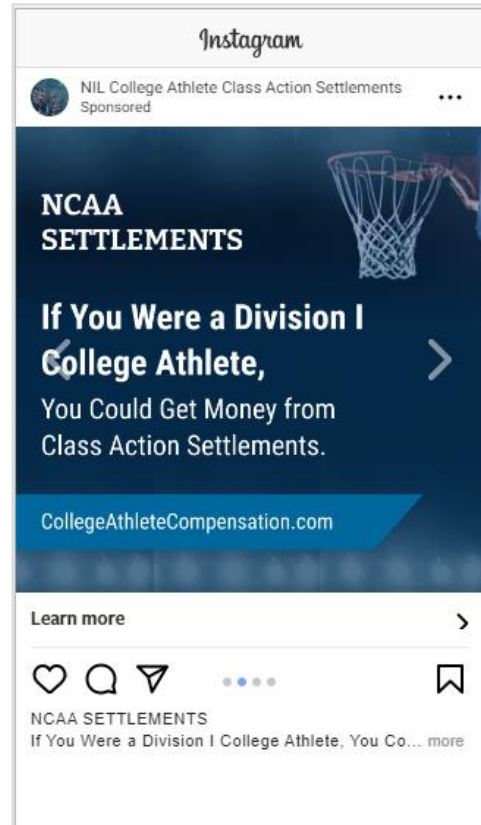 Instagram
NIL College Athlete Class Action Settlements
Sponsored
NCAA
SETTLEMENTS
If You Were a Division I
College Athlete,
You Could Get Money from
Class Action Settlements.
CollegeAthleteCompensation.com
Learn more
NCAA SETTLEMENTS
If You Were a Division I College Athlete, You Co... more